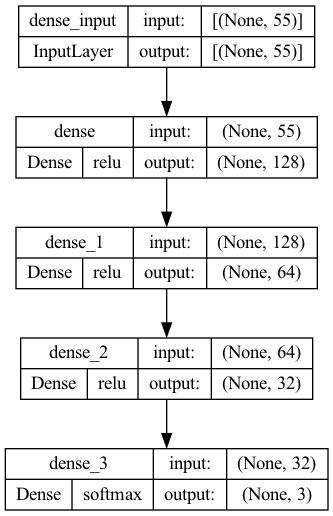 dense_input input: [(None, 55)]
InputLayer output: [(None, 55)]
dense input: (None, 55)
Dense relu output: (None, 128)
dense_1 input: (None, 128)
Dense relu output: (None, 64)
dense_2 input: (None, 64)
Dense relu output: (None, 32)
dense_3 input: (None, 32)
Dense softmax output: (None, 3)